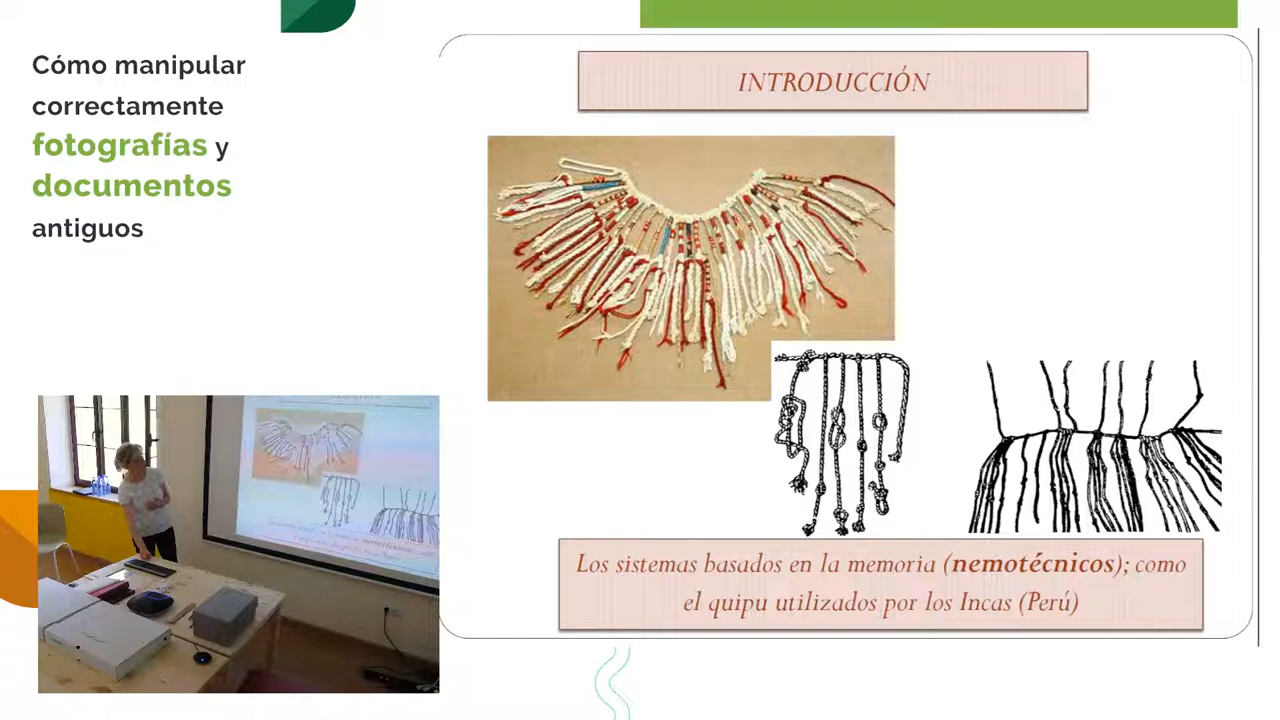 Cómo manipular
correctamente
fotografías y
documentos
antiguos
INTRODUCCIÓN
Los sistemas basados en la memoria (nemotécnicos); como
el quipu utilizados por los Incas (Perú)